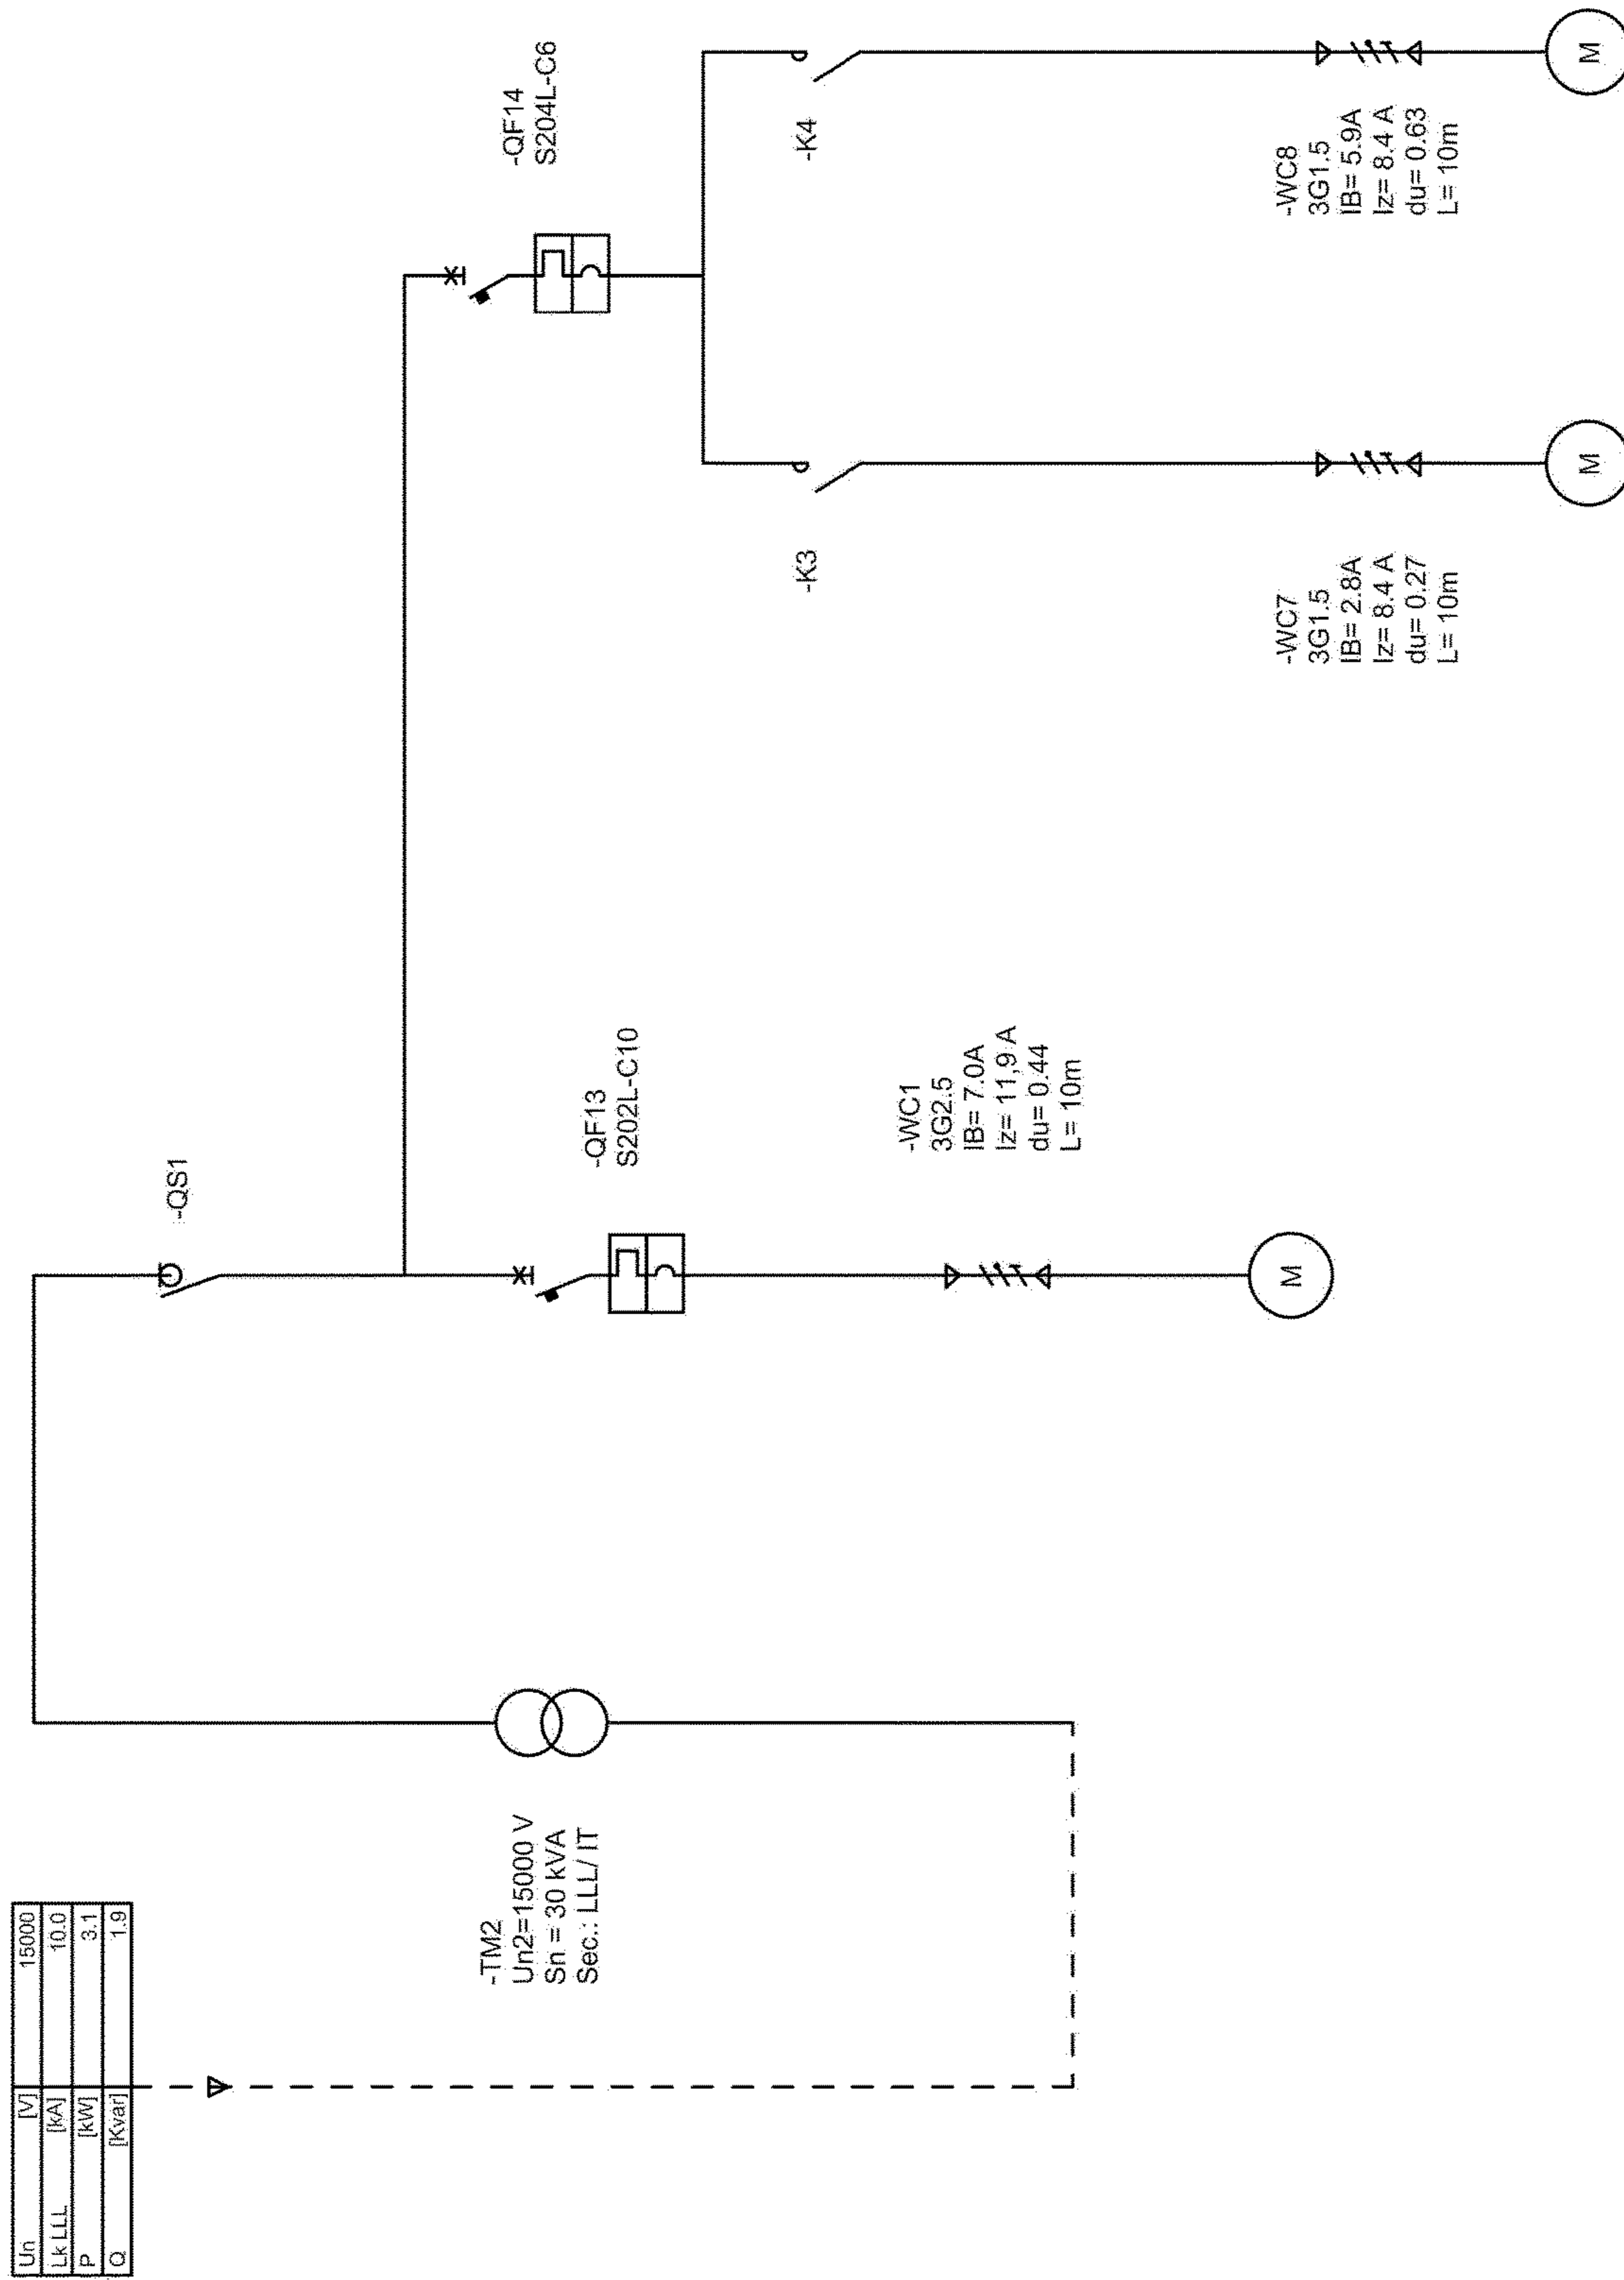 Un [V] 15000
Lk LLL [kA] 10.0
P [kW] 3.1
Q [Kvar] 1.9
-TM2
Un2=15000 V
Sn = 30 kVA
Sec.: LLL/ IT
-QS1
-QF13
S202L-C10
-WC1
3G2.5
IB= 7.0A
Iz= 11,9 A
du= 0.44
L= 10m
M
-QF14
S204L-C6
-K3
-K4
-WC7
3G1.5
IB= 2.8A
Iz= 8.4 A
du= 0.27
L= 10m
M
-WC8
3G1.5
IB= 5.9A
Iz= 8.4 A
du= 0.63
L= 10m
M